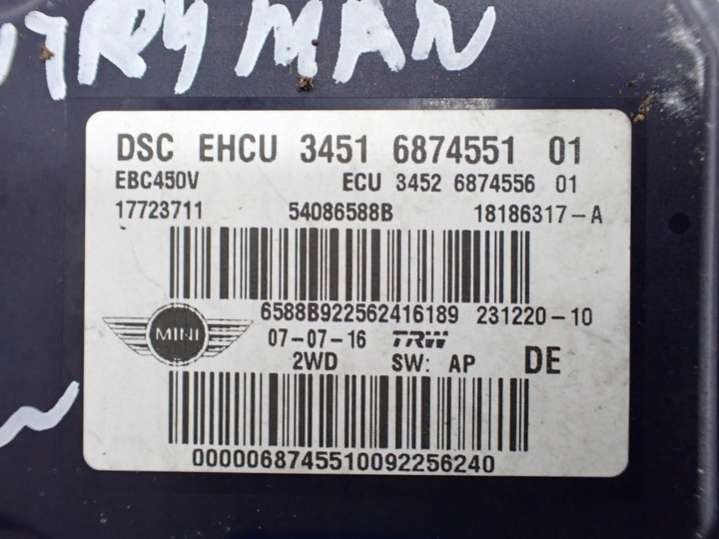 TRYMAN
DSC EHCU 3451 6874551 01
EBC450V ECU 3452 6874556 01
17723711 54086588B 18186317-A
6588B922562416189 231220-10
MINI 07-07-16 TRW
2WD SW: AP DE
0000068745510092256240